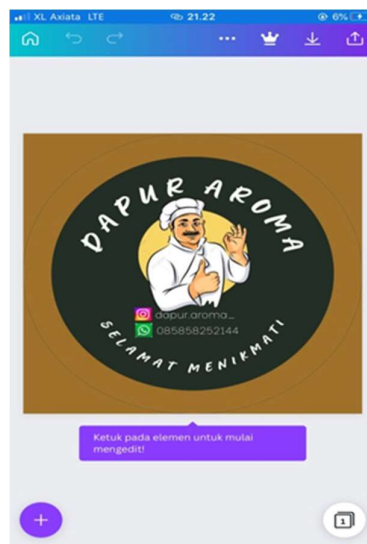 XL Axiata LTE 21.22 6%
DAPUR AROMA
dapur.aroma_
085858252144
SELAMAT MENIKMATI
Ketuk pada elemen untuk mulai
mengedit!
1